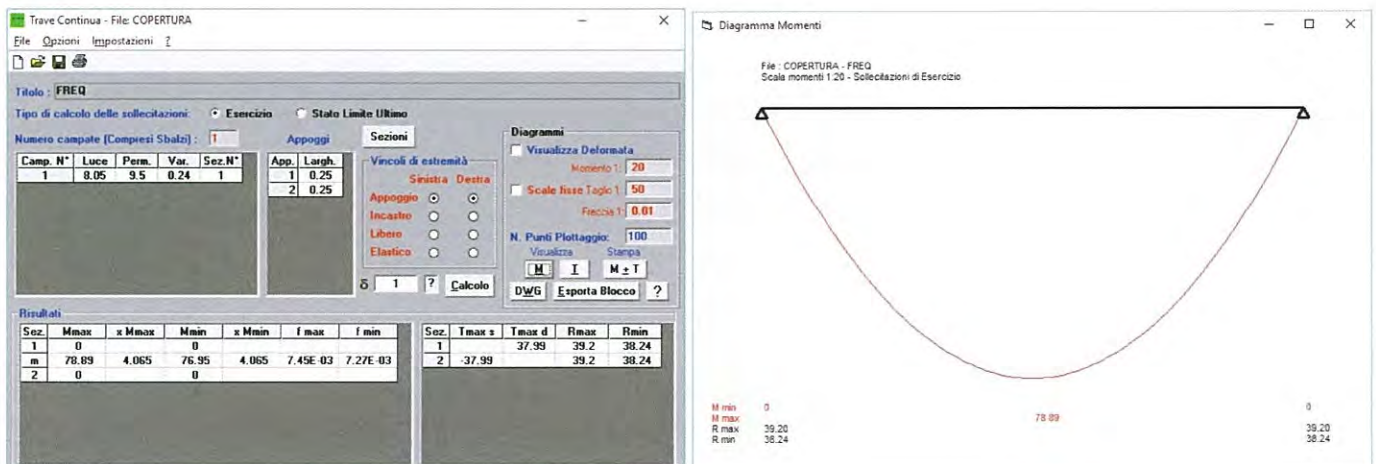 Trave Continua - File: COPERTURA
File Opzioni Impostazioni ?
Titolo : FREQ
Tipo di calcolo delle sollecitazioni: Esercizio Stato Limite Ultimo
Numero campate (Compresi Sbalzi) : 1
Camp. N° Luce Perm. Var. Sez.N°
1 8.05 9.5 0.24 1
Appoggi
App. Largh.
1 0.25
2 0.25
Sezioni
Vincoli di estremità
Sinistra Destra
Appoggio
Incastro
Libero
Elastico
δ 1 ? Calcolo
Diagrammi
Visualizza Deformata
Momento 1: 20
Scale fisse Taglio 1: 50
Freccia 1: 0.01
N. Punti Plottaggio: 100
Visualizza Stampa
M T M + T
DWG Esporta Blocco ?
Risultati
Sez. Mmax x Mmax Mmin x Mmin f max f min
1 0 0
m 78.89 4.065 76.95 4.065 7.45E-03 7.27E-03
2 0 0
Sez. Tmax s Tmax d Rmax Rmin
1 37.99 39.2 38.24
2 -37.99 39.2 38.24
Diagramma Momenti
File : COPERTURA - FREQ
Scala momenti 1:20 - Sollecitazioni di Esercizio
M min 0 0
M max 78.89
R max 39.20 39.20
R min 38.24 38.24